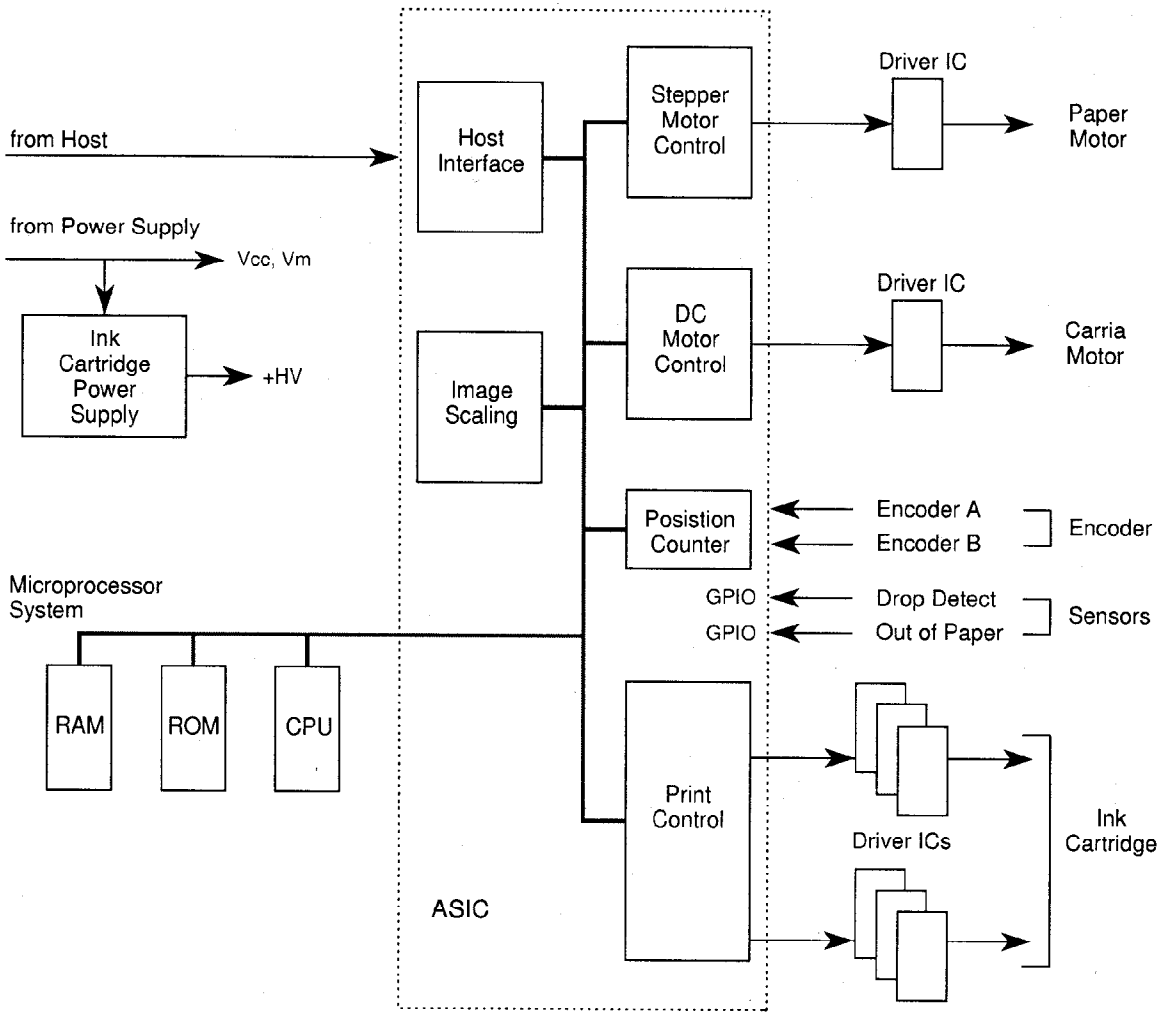 from Host
from Power Supply
Vcc, Vm
Ink
Cartridge
Power
Supply
+HV
Microprocessor
System
RAM
ROM
CPU
Host
Interface
Image
Scaling
ASIC
Stepper
Motor
Control
DC
Motor
Control
Posistion
Counter
GPIO
GPIO
Print
Control
Driver IC
Paper
Motor
Driver IC
Carria
Motor
Encoder A
Encoder B
Encoder
Drop Detect
Out of Paper
Sensors
Driver ICs
Ink
Cartridge